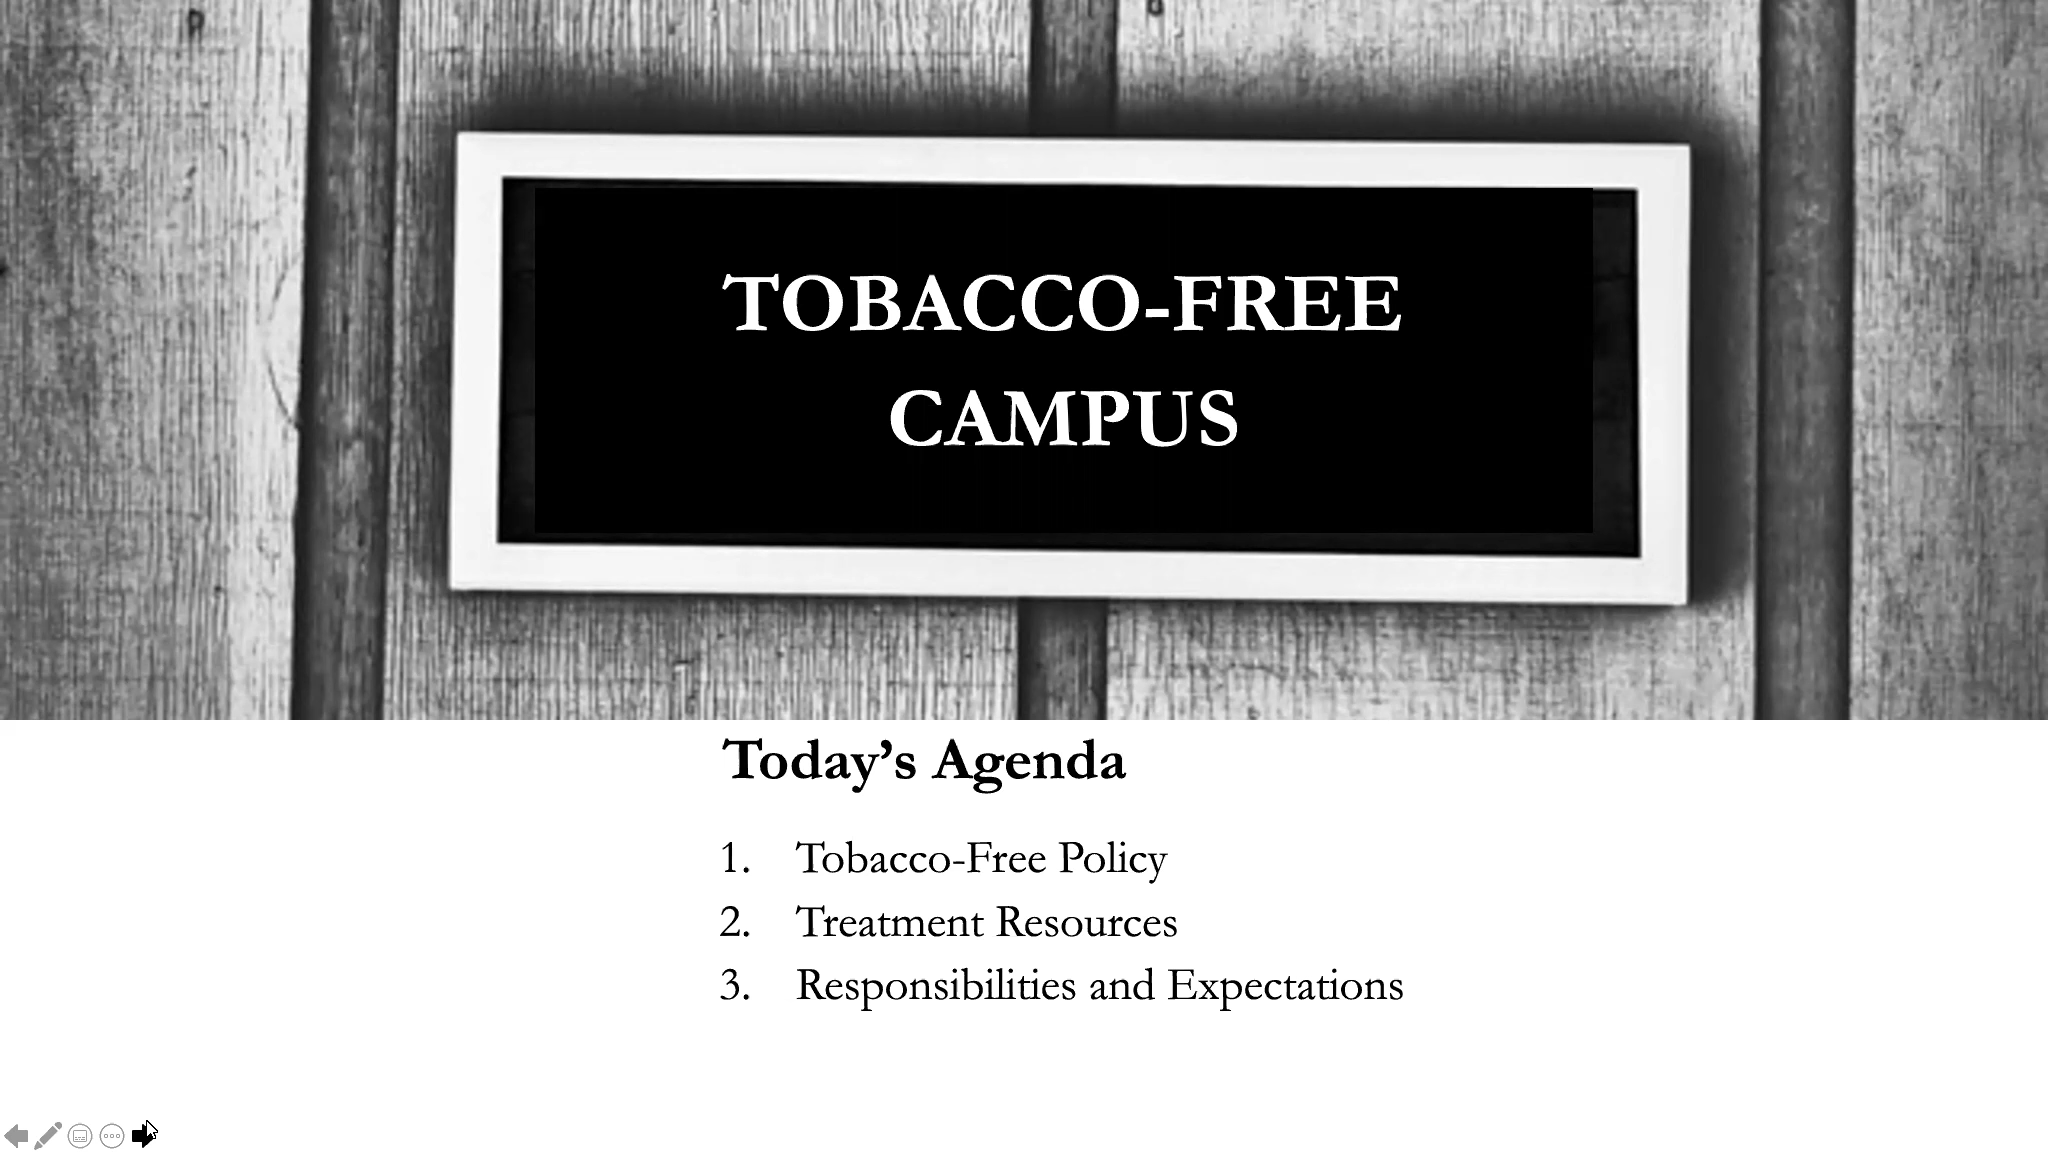 TOBACCO-FREE
CAMPUS
Today’s Agenda
1. Tobacco-Free Policy
2. Treatment Resources
3. Responsibilities and Expectations